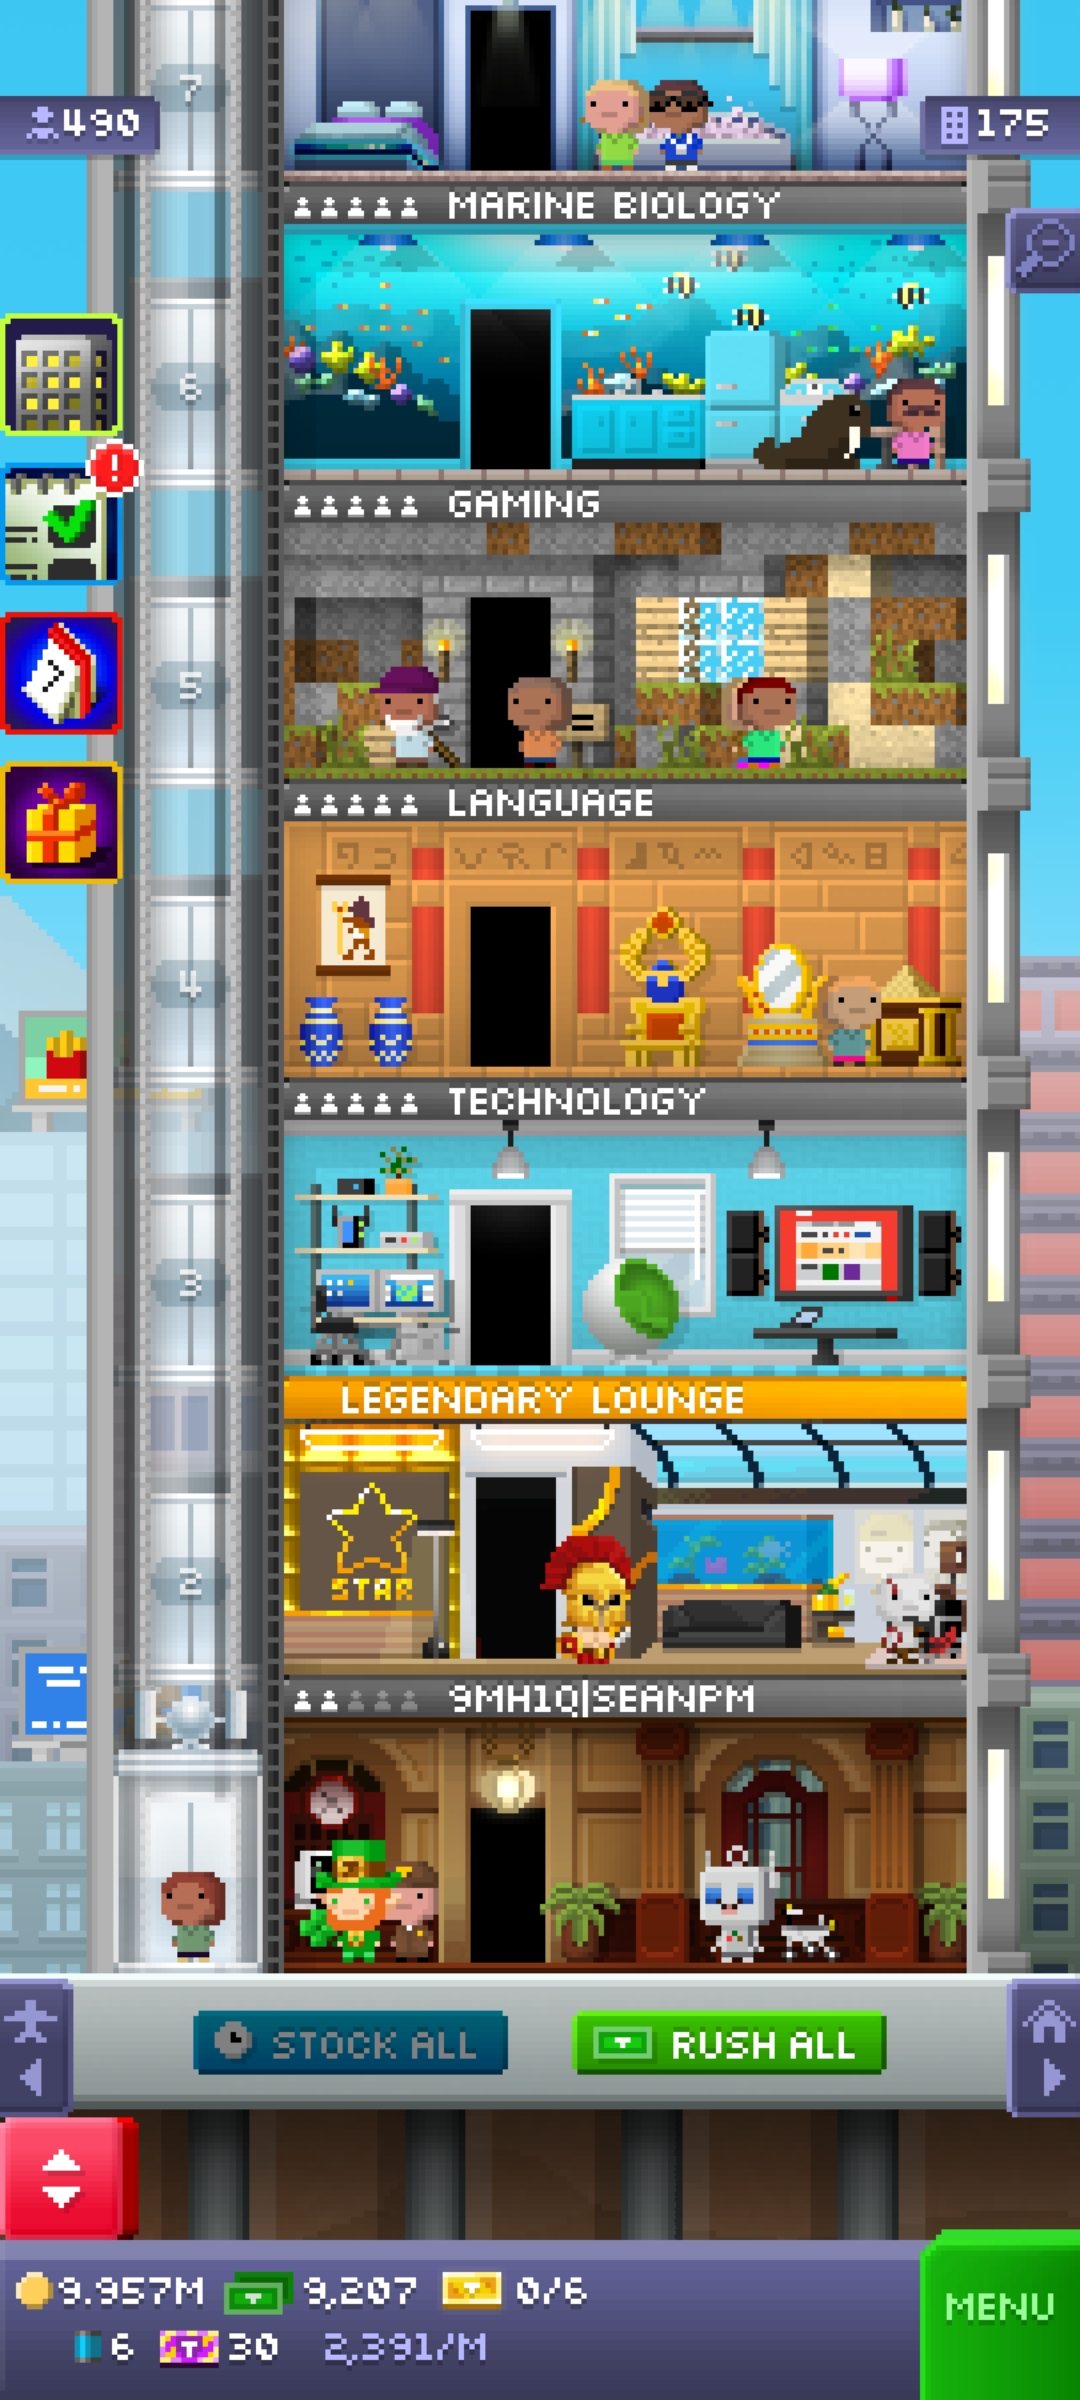 7
490
175
MARINE BIOLOGY
6
GAMING
5
LANGUAGE
4
TECHNOLOGY
3
LEGENDARY LOUNGE
STAR
2
9MH1Q|SEANPM
STOCK ALL
RUSH ALL
9.957M
9,207
0/6
MENU
6
T
30
2,391/M